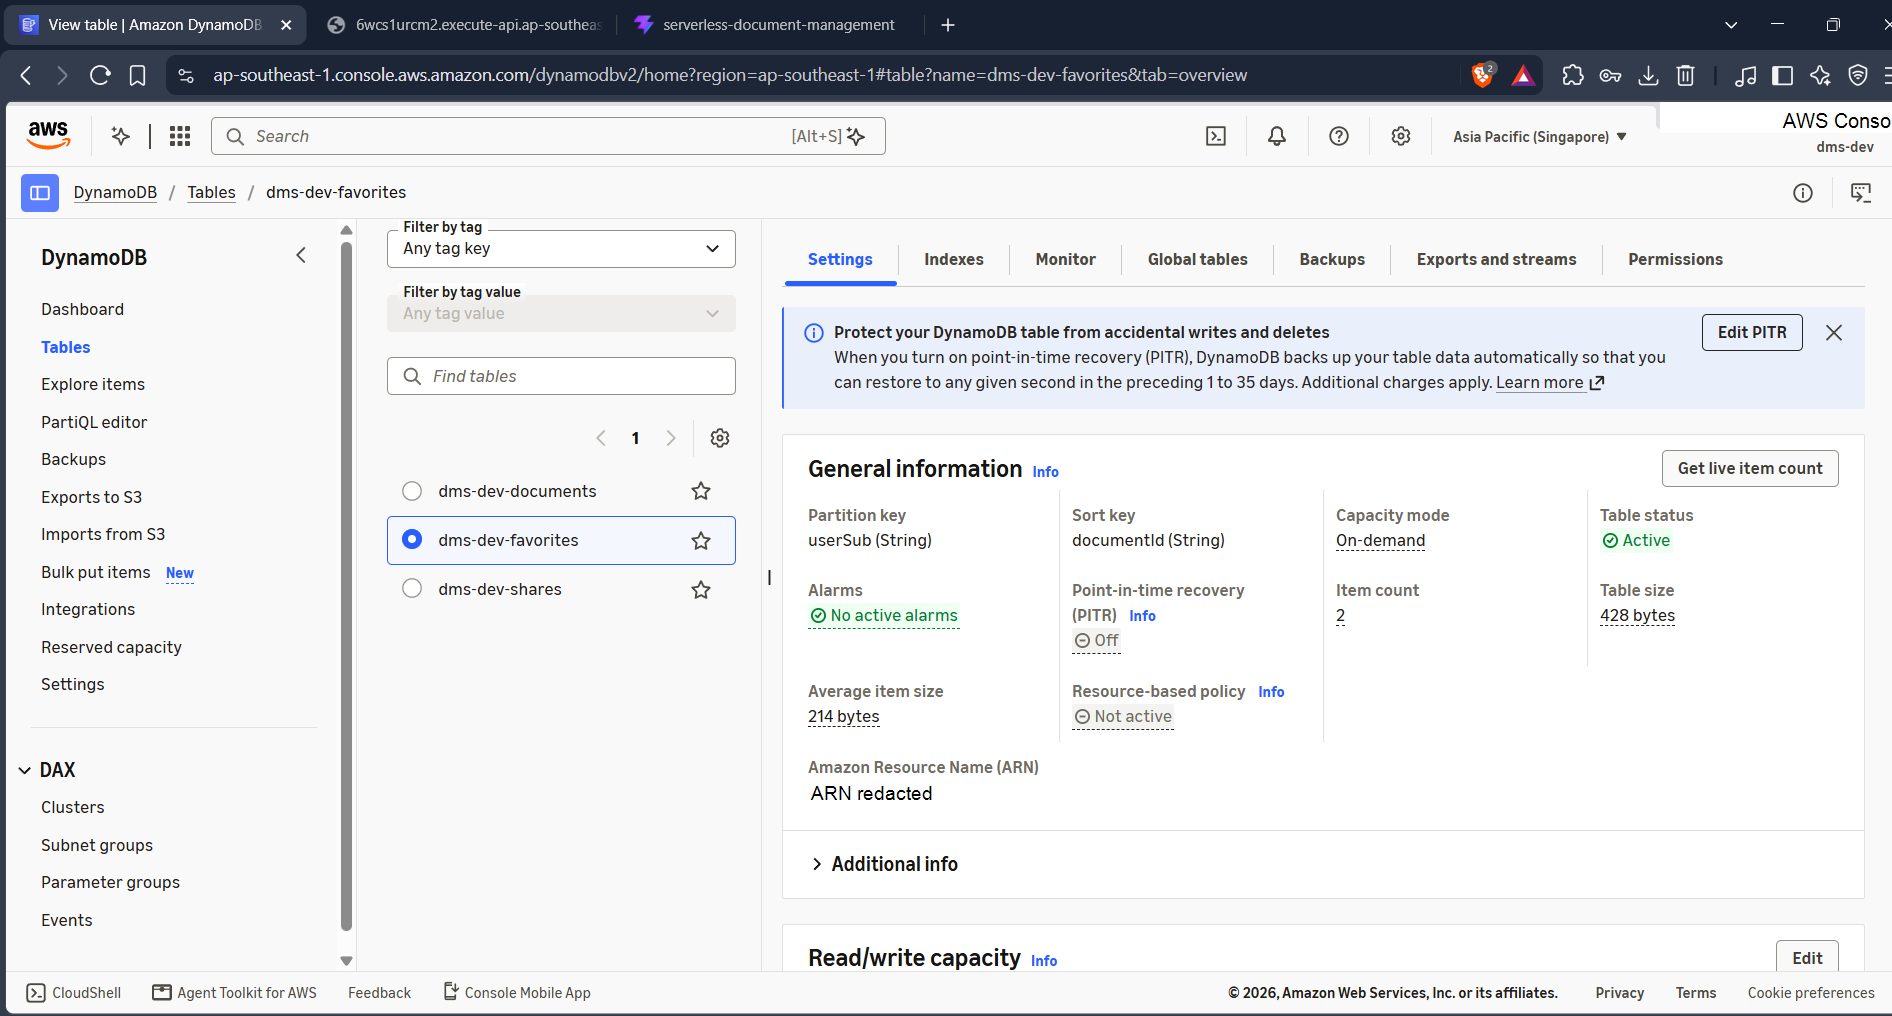 View table | Amazon DynamoDB
6wcs1urcm2.execute-api.ap-southeas
serverless-document-management
ap-southeast-1.console.aws.amazon.com/dynamodbv2/home?region=ap-southeast-1#table?name=dms-dev-favorites&tab=overview
2
aws
Search
[Alt+S]
Asia Pacific (Singapore)
AWS Conso
dms-dev
DynamoDB / Tables / dms-dev-favorites
DynamoDB
Dashboard
Tables
Explore items
PartiQL editor
Backups
Exports to S3
Imports from S3
Bulk put items New
Integrations
Reserved capacity
Settings
DAX
Clusters
Subnet groups
Parameter groups
Events
Filter by tag
Any tag key
Filter by tag value
Any tag value
Find tables
1
dms-dev-documents
dms-dev-favorites
dms-dev-shares
Settings
Indexes
Monitor
Global tables
Backups
Exports and streams
Permissions
Protect your DynamoDB table from accidental writes and deletes
When you turn on point-in-time recovery (PITR), DynamoDB backs up your table data automatically so that you
can restore to any given second in the preceding 1 to 35 days. Additional charges apply. Learn more
Edit PITR
General information Info
Get live item count
Partition key
userSub (String)
Sort key
documentId (String)
Capacity mode
On-demand
Table status
Active
Alarms
No active alarms
Point-in-time recovery
(PITR) Info
Off
Item count
2
Table size
428 bytes
Average item size
214 bytes
Resource-based policy Info
Not active
Amazon Resource Name (ARN)
ARN redacted
Additional info
Read/write capacity Info
Edit
CloudShell
Agent Toolkit for AWS
Feedback
Console Mobile App
© 2026, Amazon Web Services, Inc. or its affiliates.
Privacy
Terms
Cookie preferences